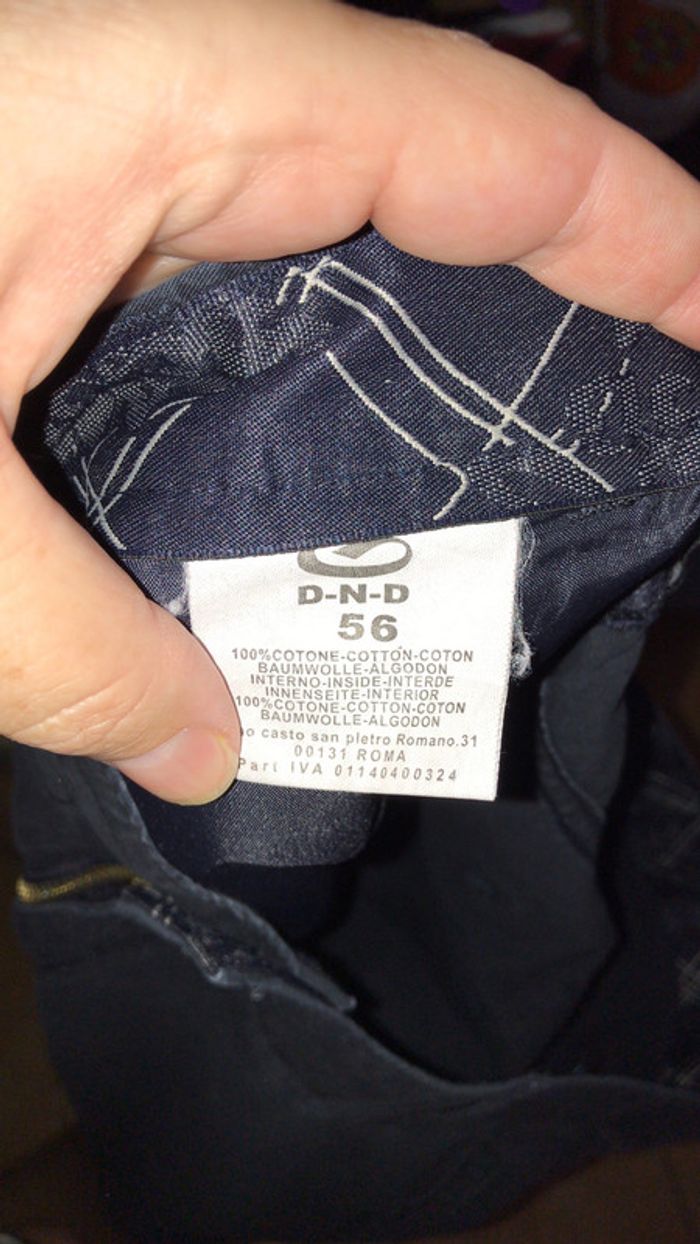 D-N-D
56
100%COTONE-COTTON-COTON
BAUMWOLLE-ALGODON
INTERNO-INSIDE-INTERDE
INNENSEITE-INTERIOR
100%COTONE-COTTON-COTON
BAUMWOLLE-ALGODON
casto san pietro Romano.31
00131 ROMA
Part IVA 01140400324